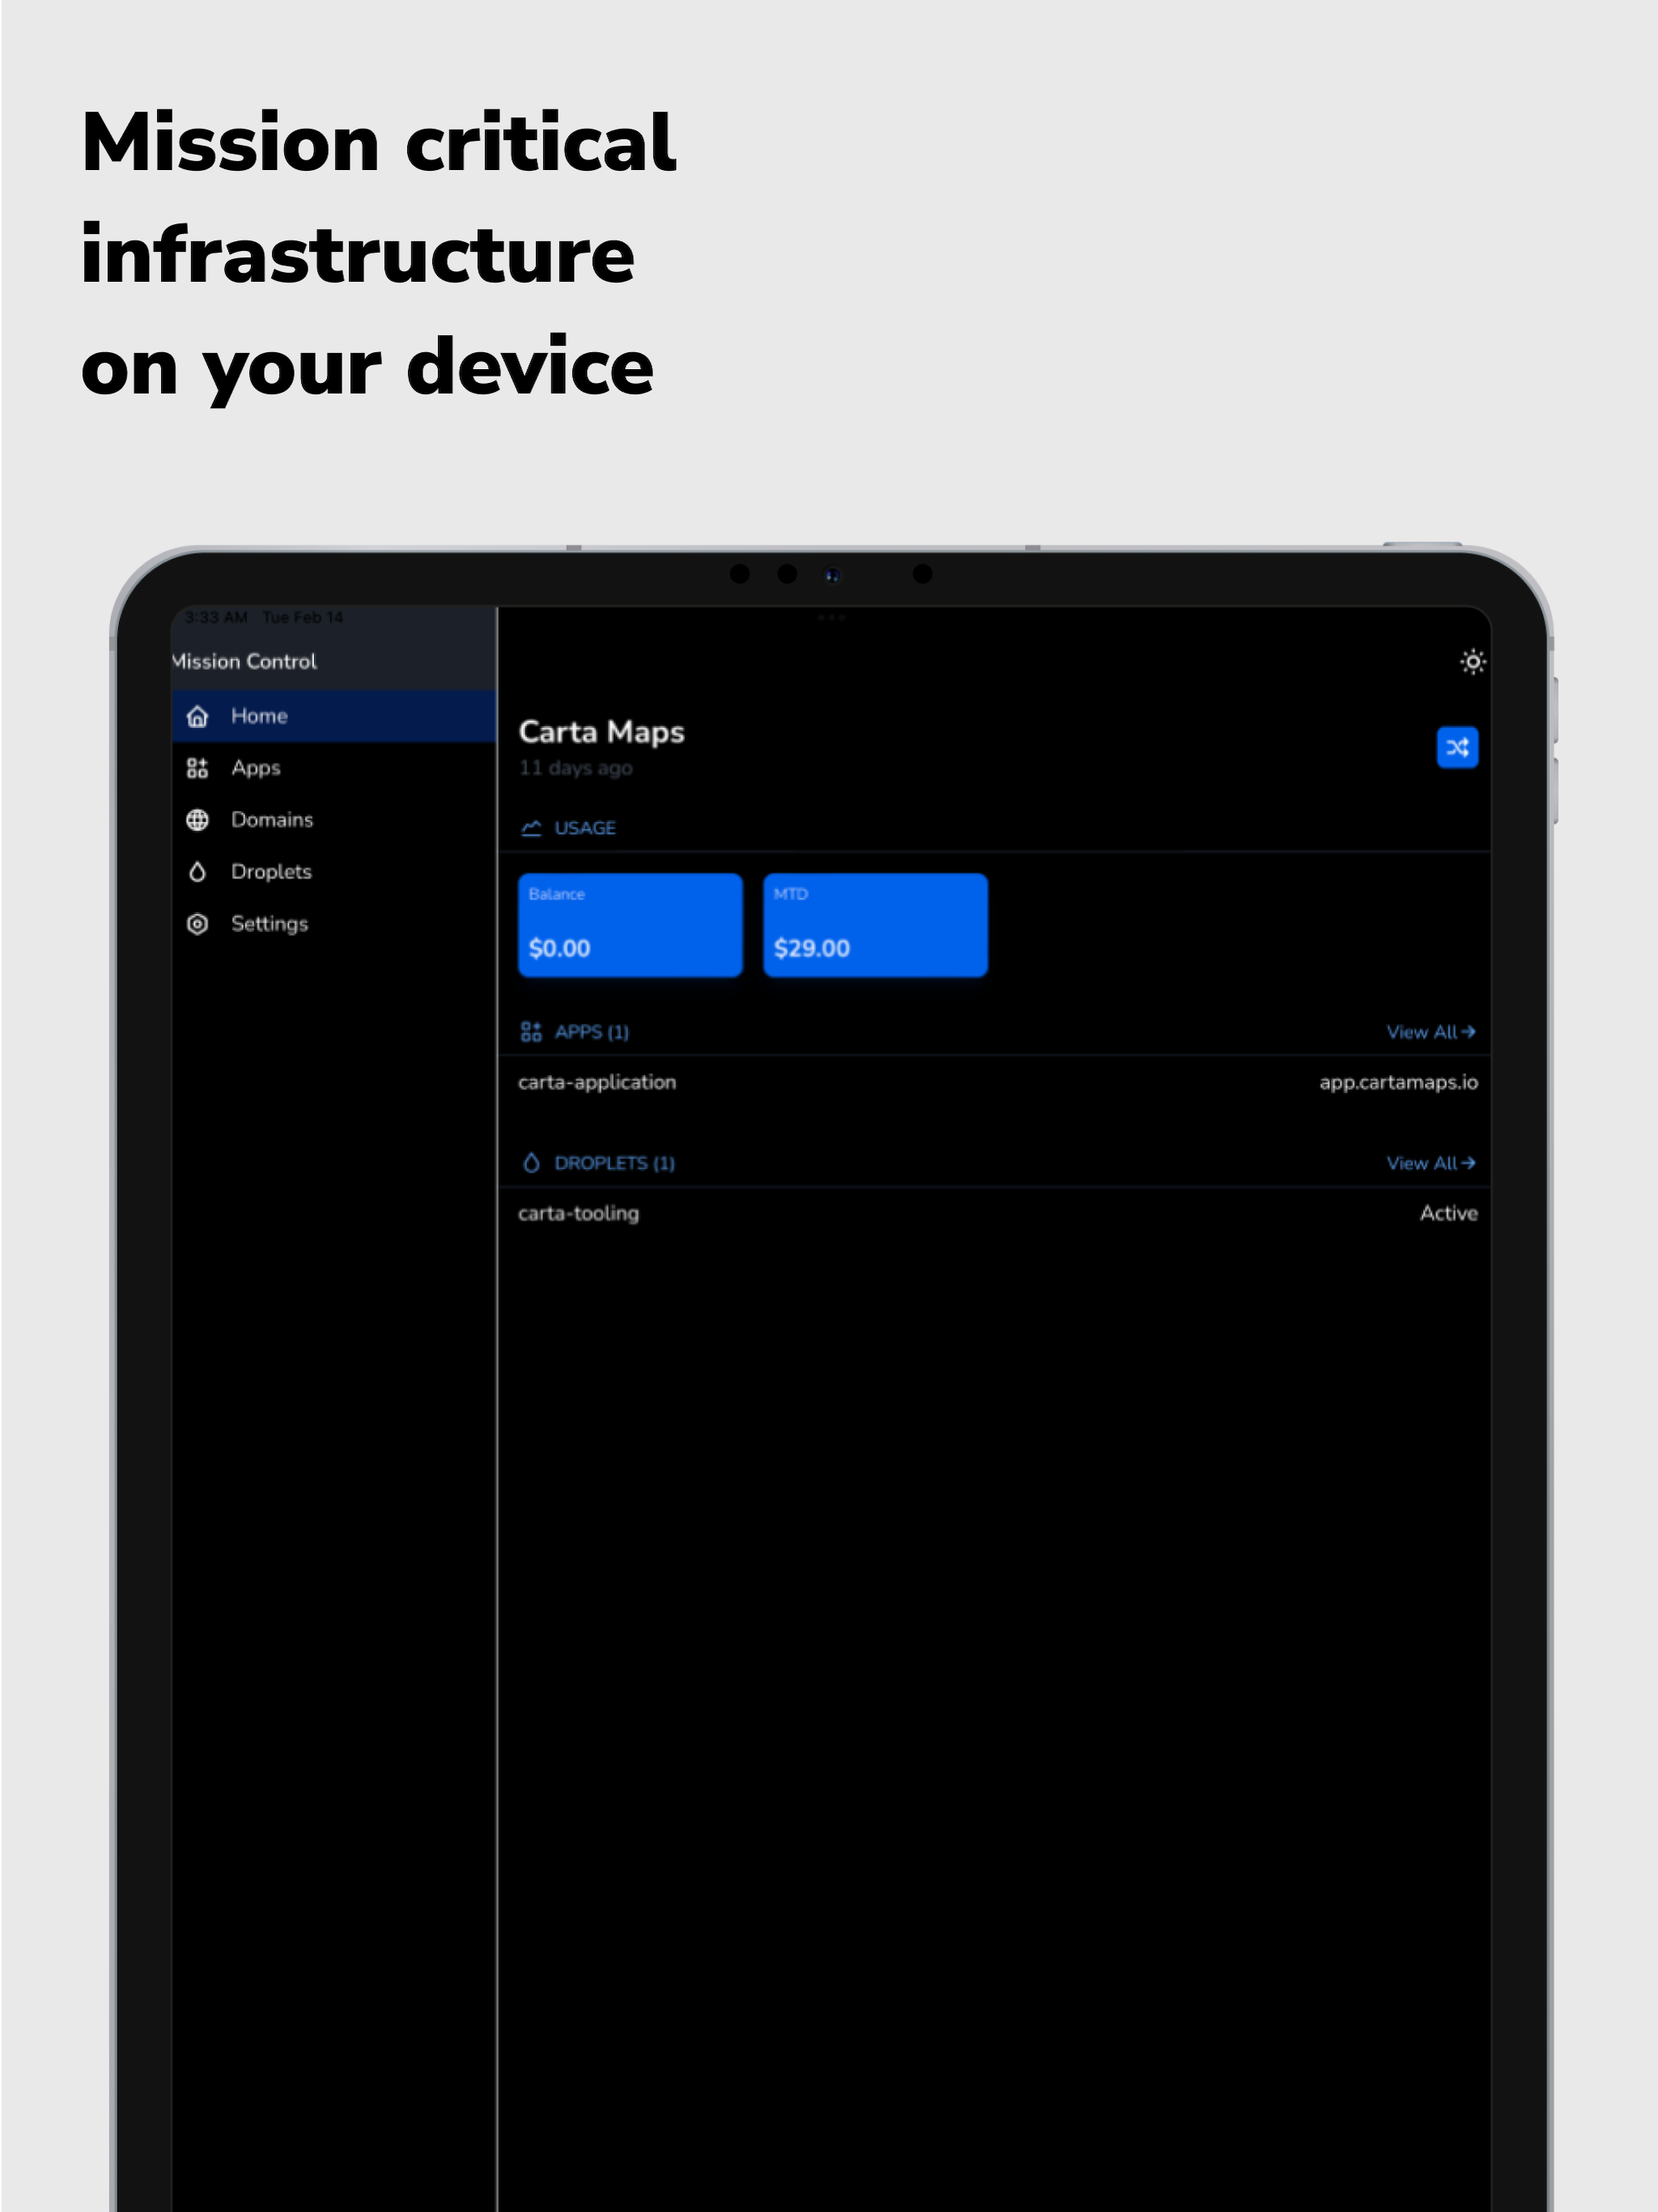 Mission critical
infrastructure
on your device
3:33 AM Tue Feb 14
Mission Control
Home
Apps
Domains
Droplets
Settings
Carta Maps
11 days ago
USAGE
Balance
$0.00
MTD
$29.00
APPS (1)
View All
carta-application
app.cartamaps.io
DROPLETS (1)
View All
carta-tooling
Active